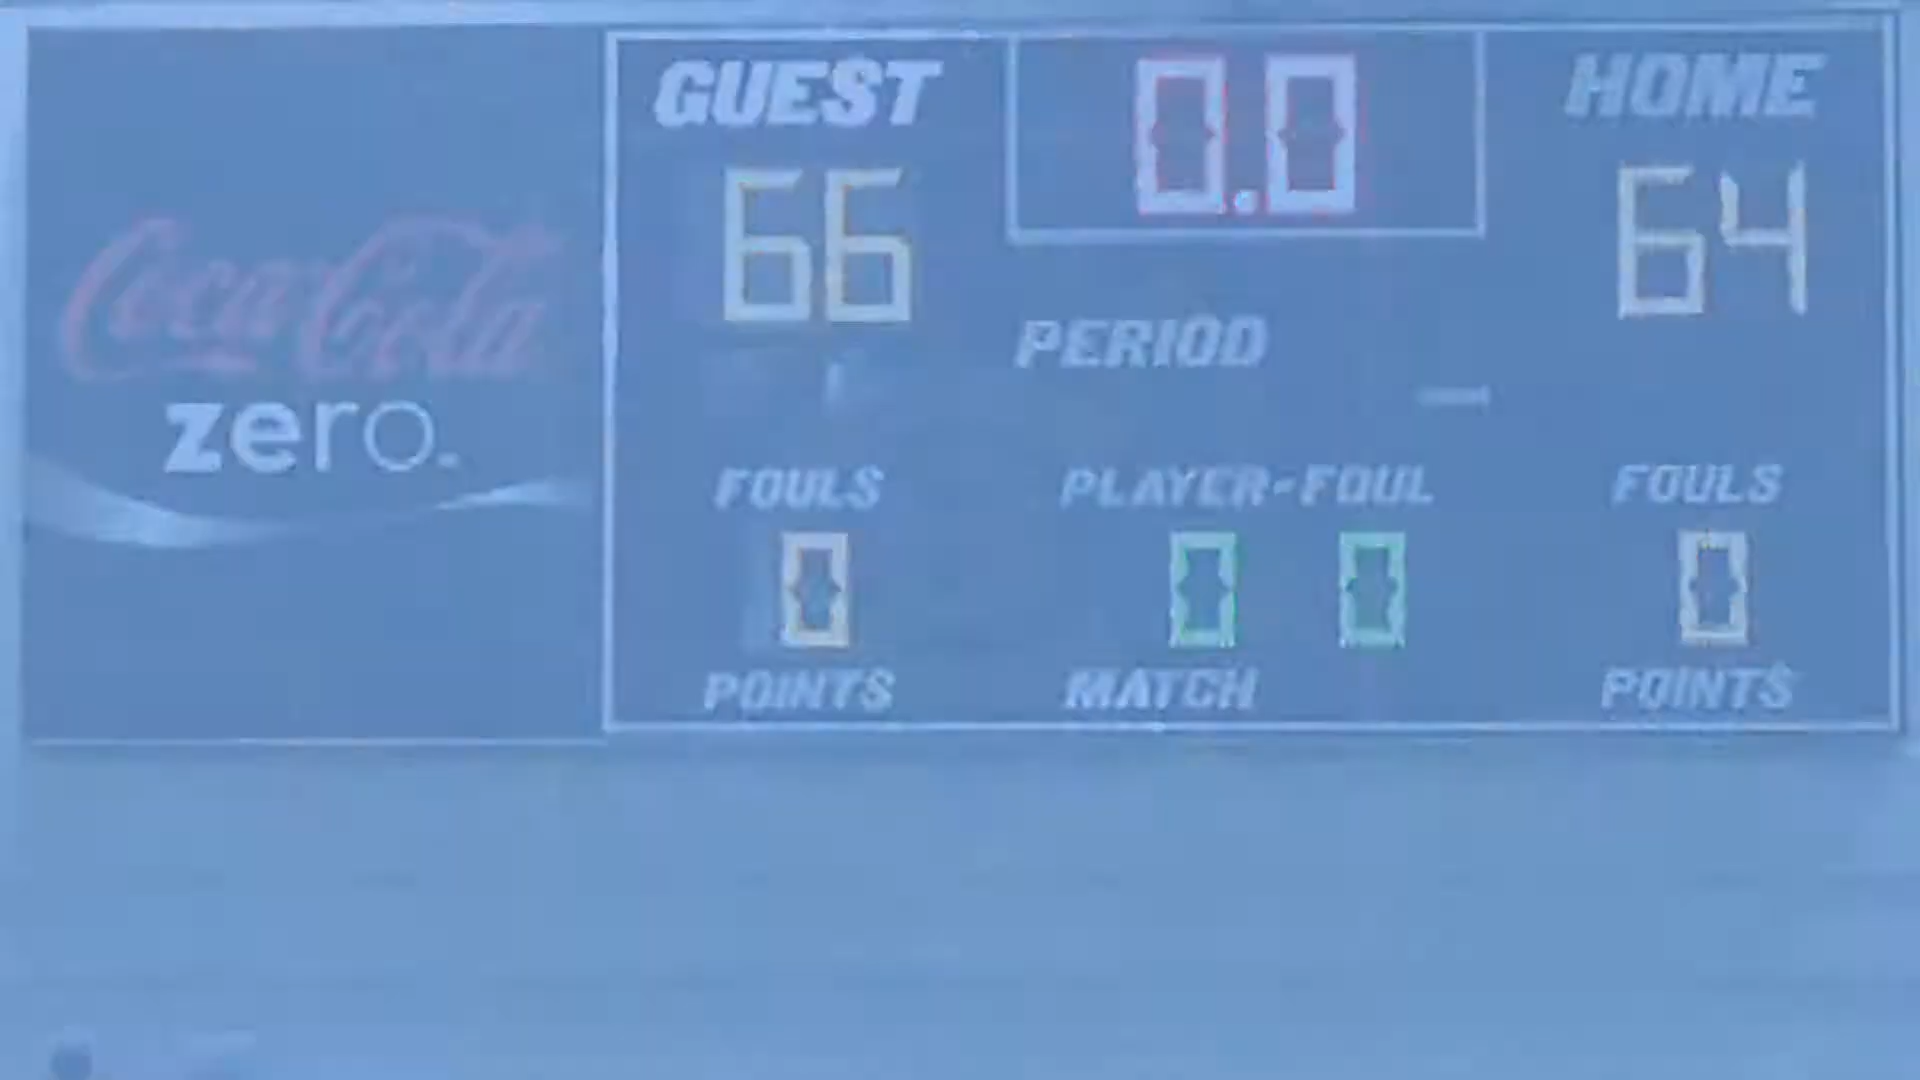 GUEST 0.0 HOME
66 64
PERIOD
Coca-Cola
zero.
FOULS PLAYER-FOUL FOULS
0 0 0 0
POINTS MATCH POINTS